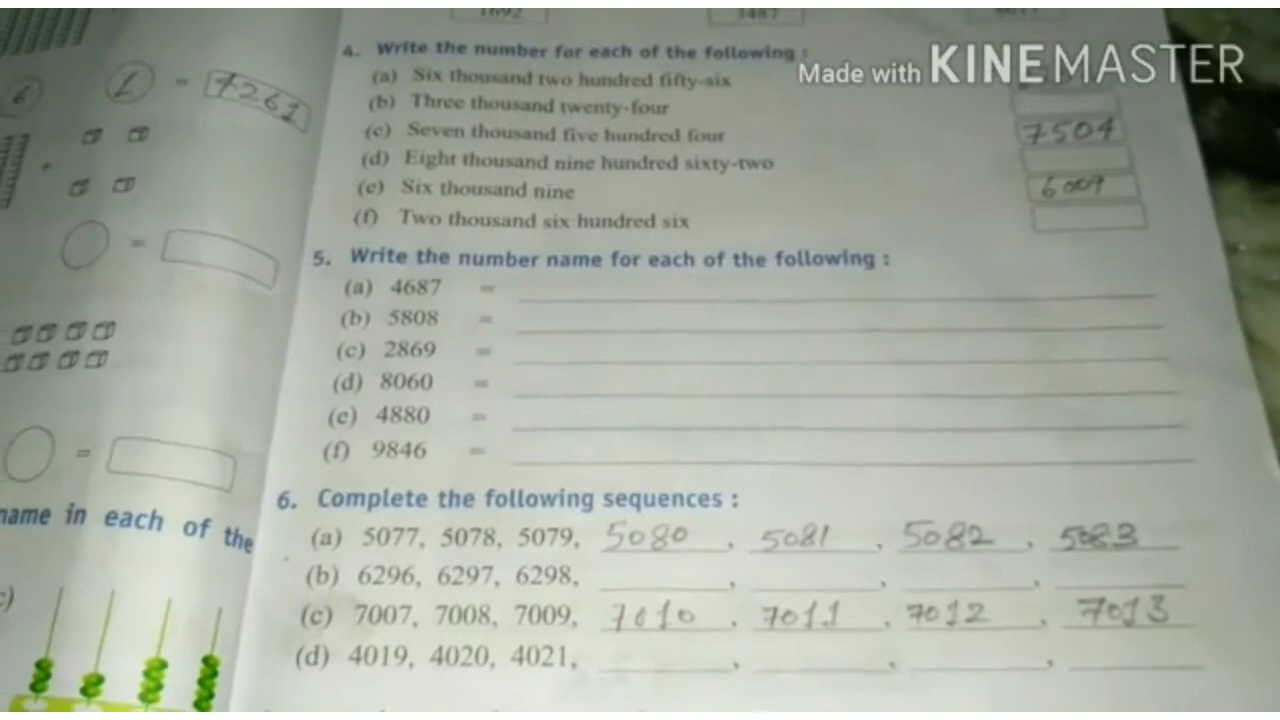 1692
3487
4. Write the number for each of the following :
Made with KINEMASTER
(a) Six thousand two hundred fifty-six
(b) Three thousand twenty-four
(c) Seven thousand five hundred four 7504
(d) Eight thousand nine hundred sixty-two
(e) Six thousand nine 6009
(f) Two thousand six hundred six
5. Write the number name for each of the following :
(a) 4687 =
(b) 5808 =
(c) 2869 =
(d) 8060 =
(e) 4880 =
(f) 9846 =
6. Complete the following sequences :
(a) 5077, 5078, 5079, 5080, 5081, 5082, 5083
(b) 6296, 6297, 6298, , , ,
(c) 7007, 7008, 7009, 7010, 7011, 7012, 7013
(d) 4019, 4020, 4021, , , ,
6 1 = 7261
+
=
=
name in each of the